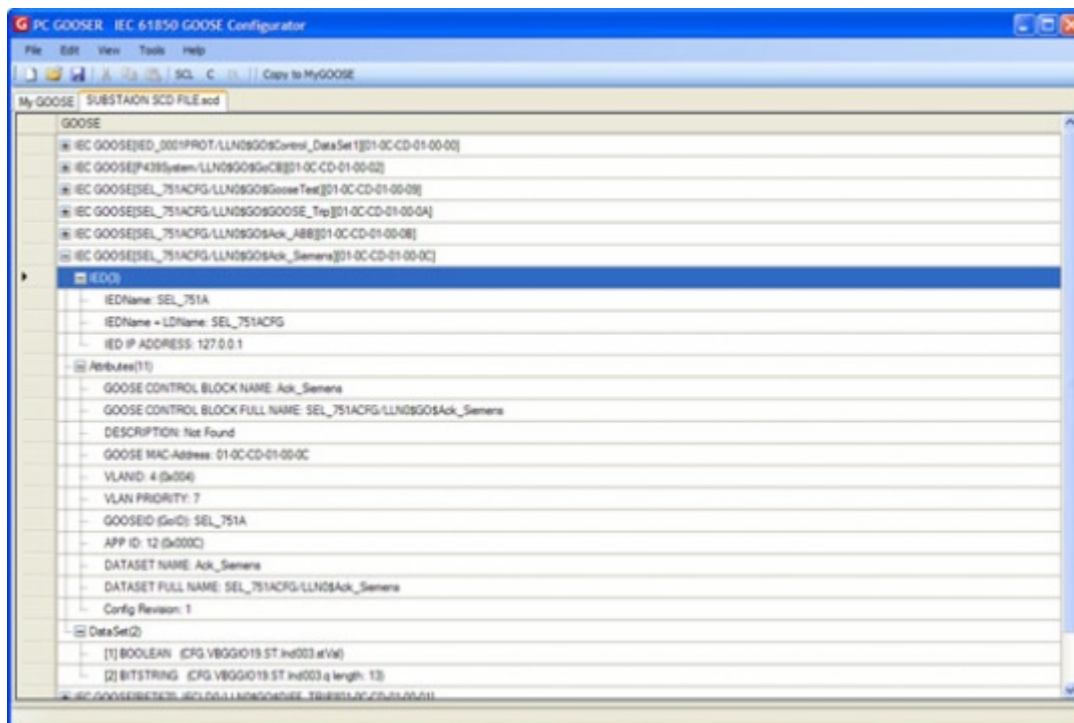 PC GOOSER IEC 61850 GOOSE Configurator
File Edit View Tools Help
SCL C Copy to MyGOOSE
My GOOSE SUBSTAION SCD FILE.scd
GOOSE
IEC GOOSE[IED_0001PROT/LLN0$GO$Control_DataSet1][01-0C-CD-01-00-00]
IEC GOOSE[P439System/LLN0$GO$GoCB][01-0C-CD-01-00-02]
IEC GOOSE[SEL_751ACFG/LLN0$GO$GooseTest][01-0C-CD-01-00-09]
IEC GOOSE[SEL_751ACFG/LLN0$GO$GOOSE_Trip][01-0C-CD-01-00-0A]
IEC GOOSE[SEL_751ACFG/LLN0$GO$Ack_ABB][01-0C-CD-01-00-0B]
IEC GOOSE[SEL_751ACFG/LLN0$GO$Ack_Siemens][01-0C-CD-01-00-0C]
IED(3)
IEDName: SEL_751A
IEDName + LDName: SEL_751ACFG
IED IP ADDRESS: 127.0.0.1
Attributes(11)
GOOSE CONTROL BLOCK NAME: Ack_Siemens
GOOSE CONTROL BLOCK FULL NAME: SEL_751ACFG/LLN0$GO$Ack_Siemens
DESCRIPTION: Not Found
GOOSE MAC-Address: 01-0C-CD-01-00-0C
VLANID: 4 (0x004)
VLAN PRIORITY: 7
GOOSEID (GoID): SEL_751A
APP ID: 12 (0x000C)
DATASET NAME: Ack_Siemens
DATASET FULL NAME: SEL_751ACFG/LLN0$Ack_Siemens
Config Revision: 1
DataSet(2)
[1] BOOLEAN (CFG.VBGGIO19.ST.Ind003.stVal)
[2] BITSTRING (CFG.VBGGIO19.ST.Ind003.q length: 13)